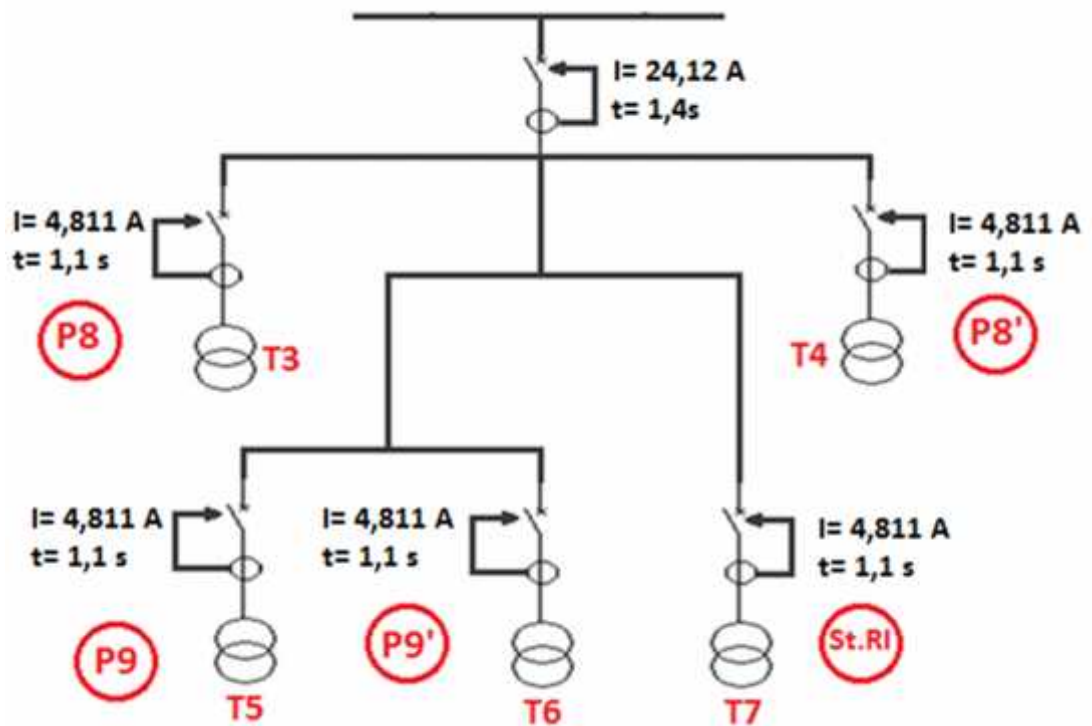 I= 24,12 A
t= 1,4s
I= 4,811 A
t= 1,1 s
P8
T3
I= 4,811 A
t= 1,1 s
T4
P8'
I= 4,811 A
t= 1,1 s
P9
T5
I= 4,811 A
t= 1,1 s
P9'
T6
I= 4,811 A
t= 1,1 s
St.RI
T7